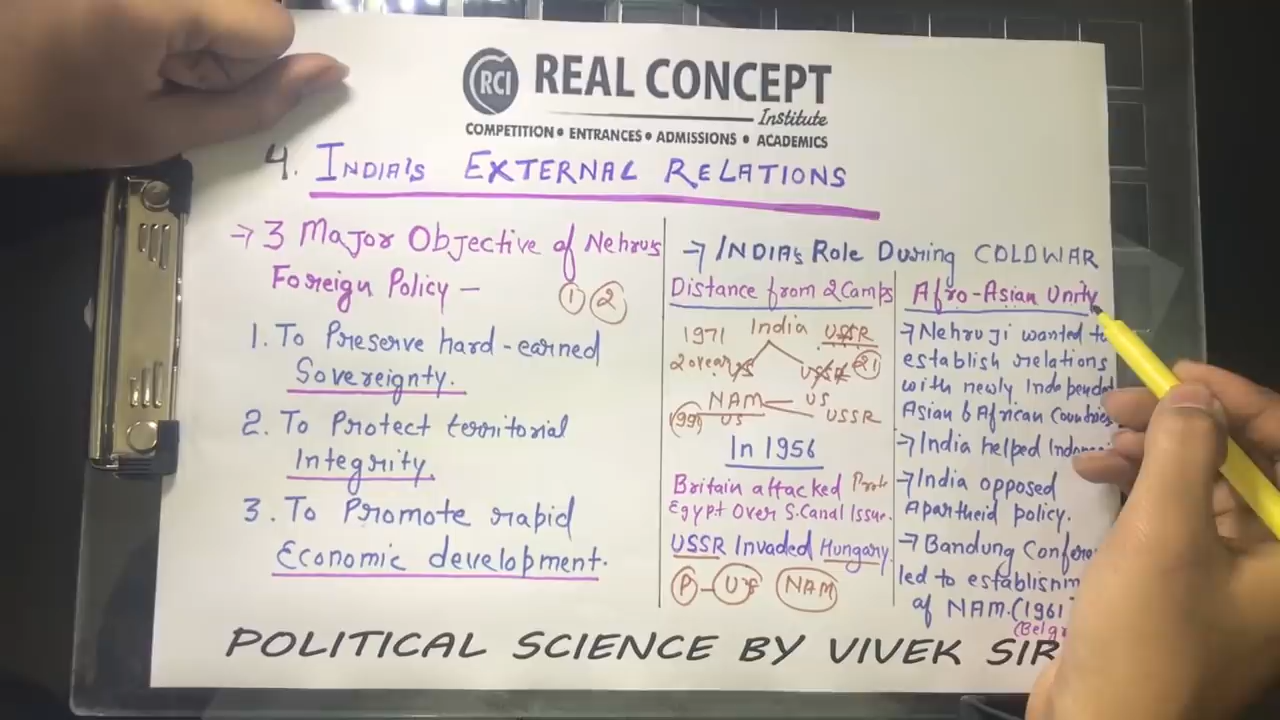 RCI REAL CONCEPT
Institute
COMPETITION • ENTRANCES • ADMISSIONS • ACADEMICS
4. INDIA'S EXTERNAL RELATIONS
→ 3 Major Objective of Nehru's
Foreign Policy —
① ②
1. To Preserve hard-earned
Sovereignty.
2. To Protect territorial
Integrity.
3. To Promote rapid
Economic development.
→ INDIA's Role During COLDWAR
Distance from 2 Camps
1971 India USSR
20 years
NAM US
USSR
US
In 1956
Britain attacked
Egypt Over S. Canal Issue.
USSR Invaded Hungary.
P - US NAM
Afro-Asian Unity
→ Nehru Ji wanted to
establish relations
with newly
Asian & African
→ India helped
→ India opposed
Apartheid policy.
→ Bandung
led to
of NAM. (1961
POLITICAL SCIENCE BY VIVEK SIR